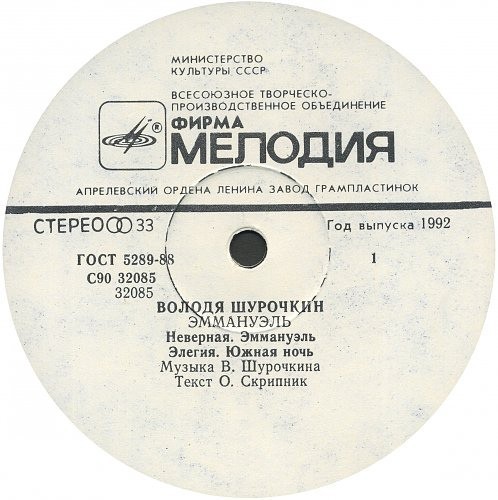 МИНИСТЕРСТВО
КУЛЬТУРЫ СССР
ВСЕСОЮЗНОЕ ТВОРЧЕСКО-
ПРОИЗВОДСТВЕННОЕ ОБЪЕДИНЕНИЕ
ФИРМА
® МЕЛОДИЯ
АПРЕЛЕВСКИЙ ОРДЕНА ЛЕНИНА ЗАВОД ГРАМПЛАСТИНОК
СТЕРЕО 33
Год выпуска 1992
ГОСТ 5289-88
1
С90 32085
32085
ВОЛОДЯ ШУРОЧКИН
ЭММАНУЭЛЬ
Неверная. Эммануэль
Элегия. Южная ночь
Музыка В. Шурочкина
Текст О. Скрипник